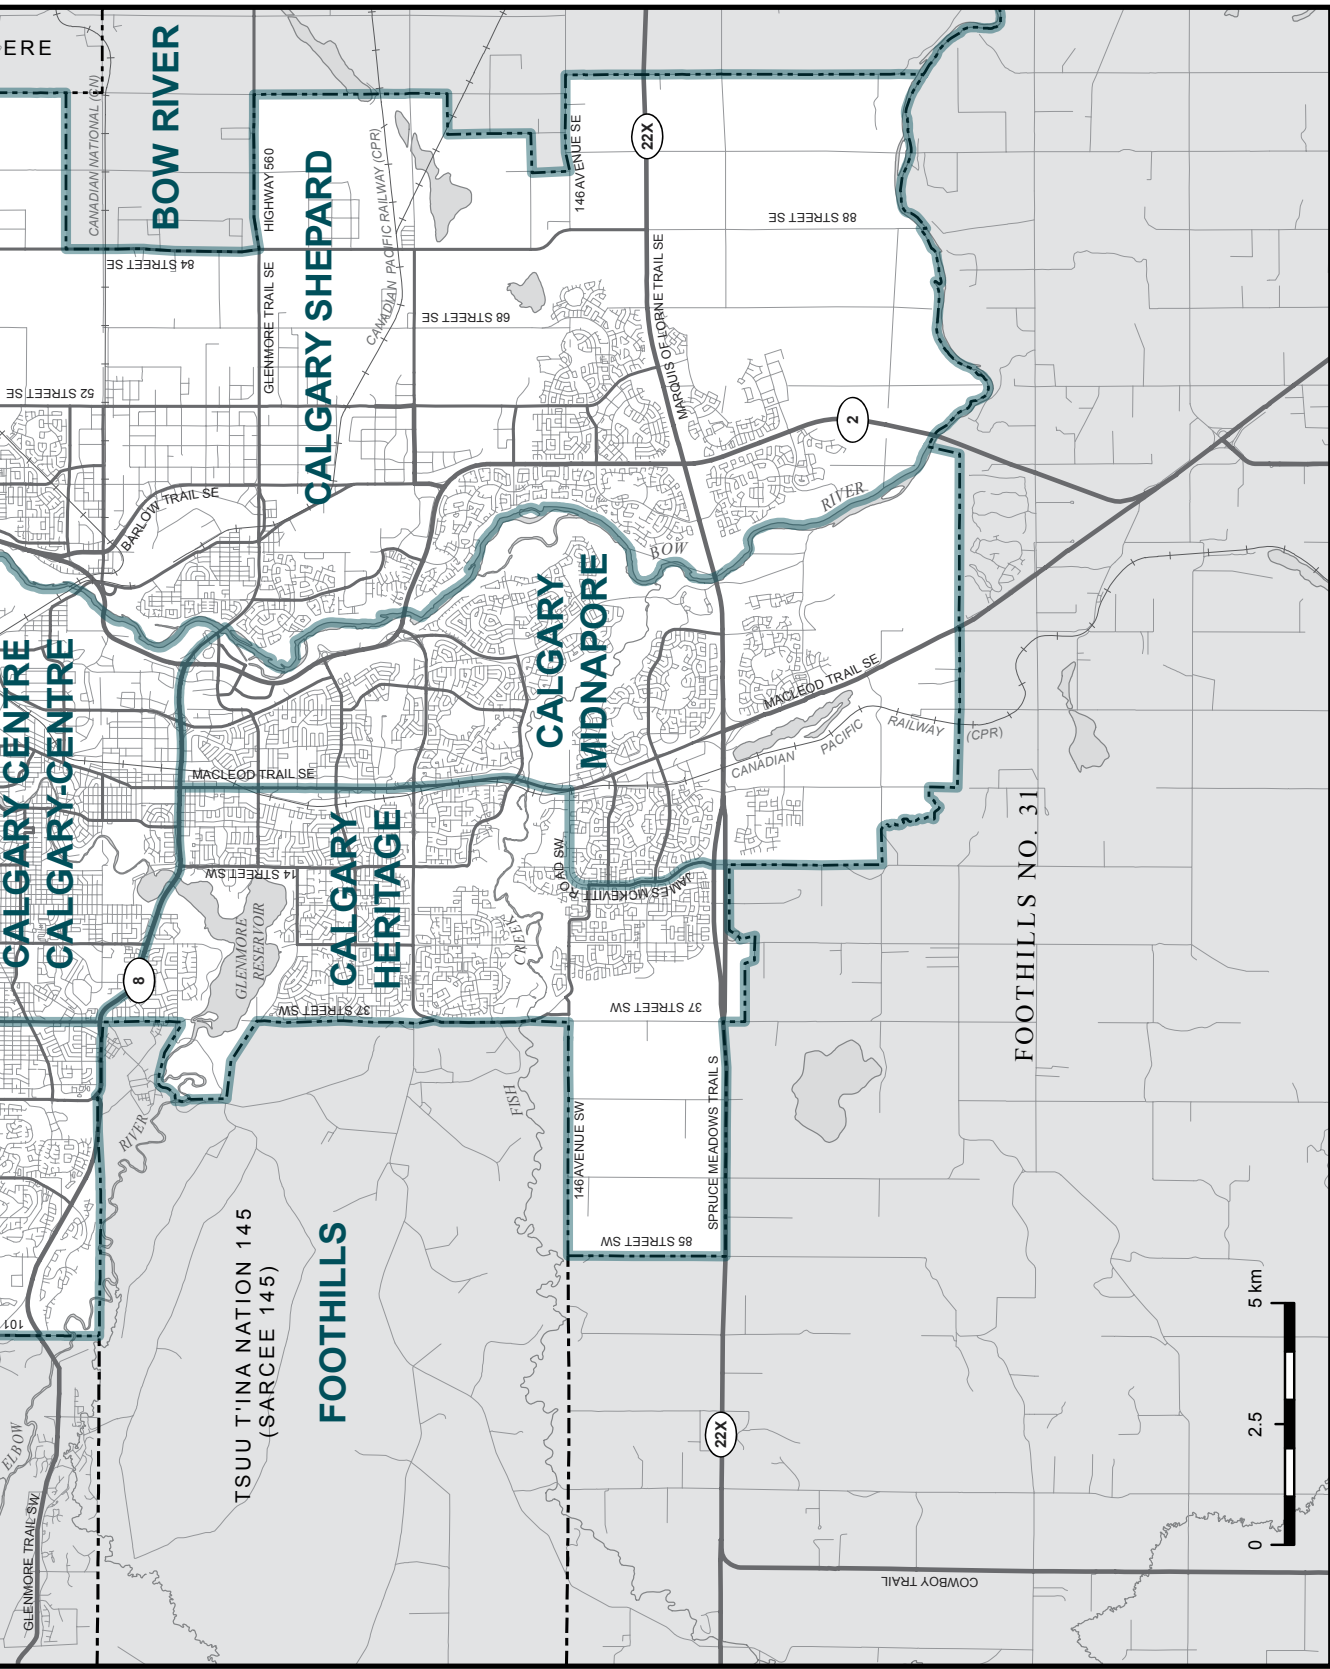 ERE
CANADIAN NATIONAL (CN)
BOW RIVER
84 STREET SE
HIGHWAY 560
GLENMORE TRAIL SE
CALGARY SHEPARD
CANADIAN PACIFIC RAILWAY (CPR)
68 STREET SE
52 STREET SE
146 AVENUE SE
22X
MARQUIS OF LORNE TRAIL SE
88 STREET SE
2
BARLOW TRAIL SE
BOW
RIVER
CALGARY-CENTRE
CALGARY-CENTRE
CALGARY
MIDNAPORE
MACLEOD TRAIL SE
MACLEOD TRAIL SE
CANADIAN
PACIFIC
RAILWAY
(CPR)
14 STREET SW
8
GLENMORE
RESERVOIR
CALGARY
HERITAGE
37 STREET SW
CREEK
FISH
JAMES MCKEVITT
ROAD SW
37 STREET SW
146 AVENUE SW
SPRUCE MEADOWS TRAIL S
85 STREET SW
FOOTHILLS NO. 31
RIVER
ELBOW
101
GLENMORE TRAIL SW
TSUU T'INA NATION 145
(SARCEE 145)
FOOTHILLS
22X
COWBOY TRAIL
0
2.5
5 km